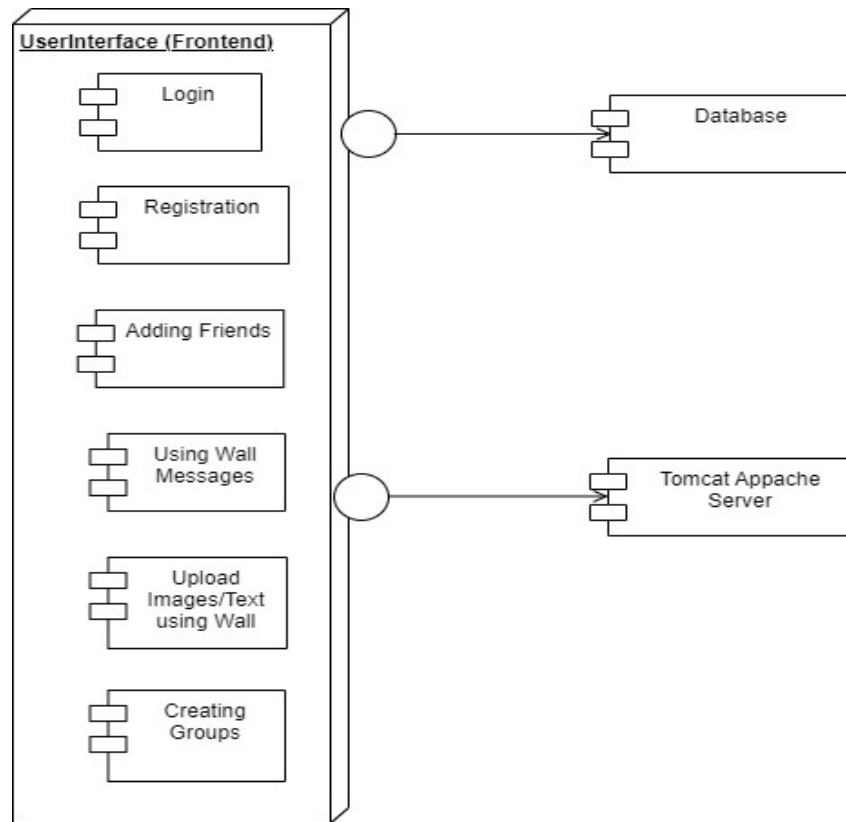 UserInterface (Frontend)
Login
Registration
Adding Friends
Using Wall
Messages
Upload
Images/Text
using Wall
Creating
Groups
Database
Tomcat Appache
Server